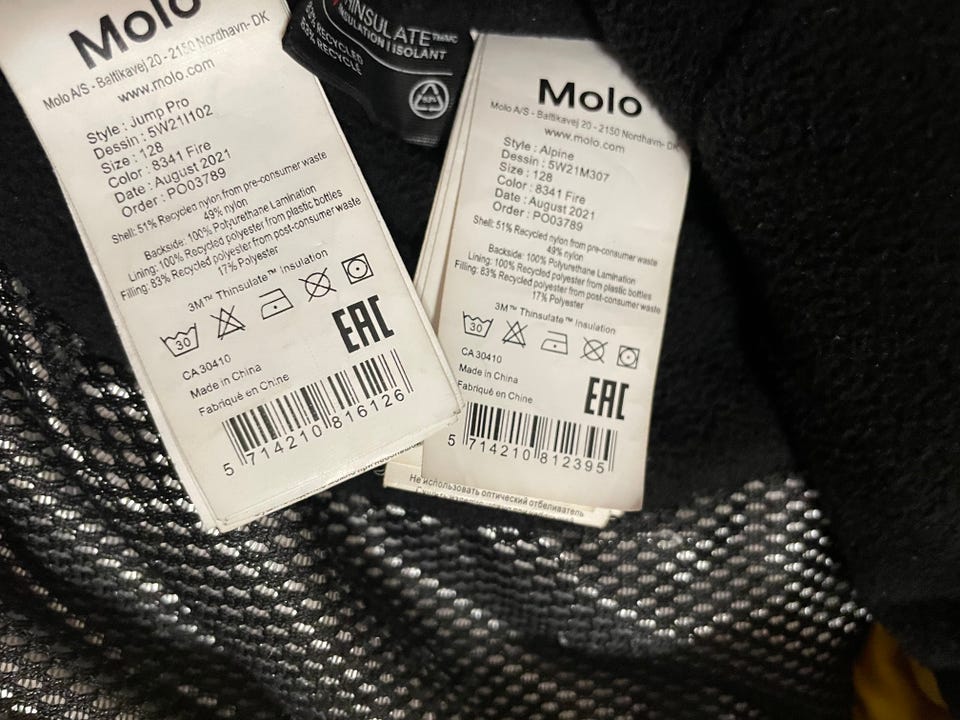 Molo
Molo A/S - Baltikavej 20 - 2150 Nordhavn- DK
www.molo.com
Style : Jump Pro
Dessin : 5W21I102
Size : 128
Color : 8341 Fire
Date : August 2021
Order : PO03789
Shell: 51% Recycled nylon from pre-consumer waste
49% nylon
Backside: 100% Polyurethane Lamination
Lining: 100% Recycled polyester from plastic bottles
Filling: 83% Recycled polyester from post-consumer waste
17% Polyester
3M™ Thinsulate™ Insulation
30
EAC
CA 30410
Made in China
Fabriqué en Chine
5 714210 816126
THINSULATE
INSULATION | ISOLANT
83% RECYCLED
83% RECYCLÉ
Molo
Molo A/S - Baltikavej 20 - 2150 Nordhavn- DK
www.molo.com
Style : Alpine
Dessin : 5W21M307
Size : 128
Color : 8341 Fire
Date : August 2021
Order : PO03789
Shell: 51% Recycled nylon from pre-consumer waste
49% nylon
Backside: 100% Polyurethane Lamination
Lining: 100% Recycled polyester from plastic bottles
Filling: 83% Recycled polyester from post-consumer waste
17% Polyester
3M™ Thinsulate™ Insulation
30
CA 30410
Made in China
Fabriqué en Chine
EAC
5 714210 812395
Не использовать оптический отбеливатель